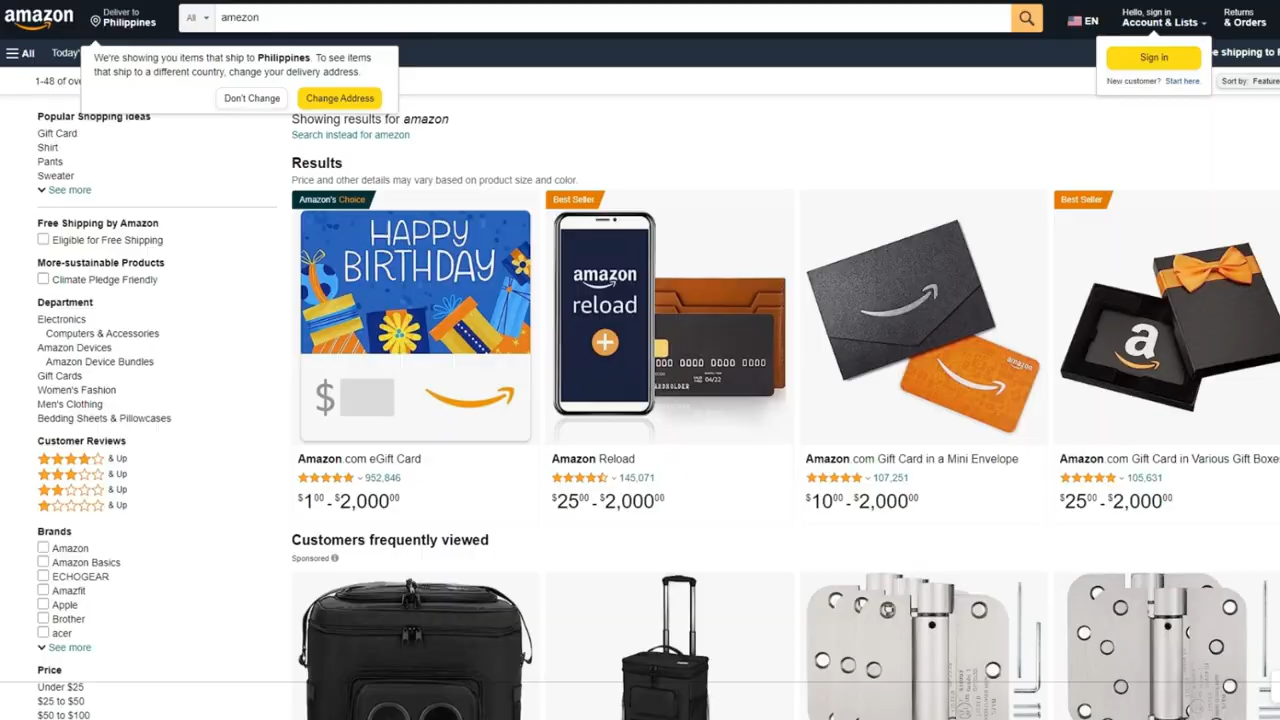 amazon
Deliver to
Philippines
All
amezon
EN
Hello, sign in
Account & Lists
Returns
& Orders
All
Today'
We're showing you items that ship to Philippines. To see items
that ship to a different country, change your delivery address.
Don't Change
Change Address
Sign in
New customer? Start here.
e shipping to
1-48 of ove
Sort by: Feature
Popular Shopping Ideas
Gift Card
Shirt
Pants
Sweater
See more
Free Shipping by Amazon
Eligible for Free Shipping
More-sustainable Products
Climate Pledge Friendly
Department
Electronics
Computers & Accessories
Amazon Devices
Amazon Device Bundles
Gift Cards
Women's Fashion
Men's Clothing
Bedding Sheets & Pillowcases
Customer Reviews
& Up
& Up
& Up
& Up
Brands
Amazon
Amazon Basics
ECHOGEAR
Amazfit
Apple
Brother
acer
See more
Price
Under $25
$25 to $50
$50 to $100
Showing results for amazon
Search instead for amezon
Results
Price and other details may vary based on product size and color.
Amazon's Choice
HAPPY
BIRTHDAY
$
Amazon.com eGift Card
952,846
$1.00 - $2,000.00
Best Seller
amazon
reload
0000 0000 0000
04/22
CARDHOLDER
Amazon Reload
145,071
$25.00 - $2,000.00
amazon
Amazon.com Gift Card in a Mini Envelope
107,251
$10.00 - $2,000.00
Best Seller
a
Amazon.com Gift Card in Various Gift Boxe
105,631
$25.00 - $2,000.00
Customers frequently viewed
Sponsored